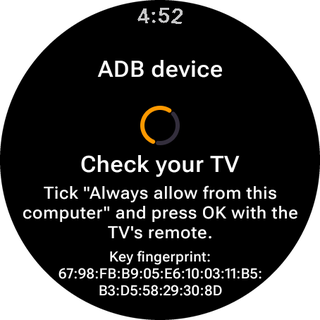 4:52
ADB device
Check your TV
Tick "Always allow from this
computer" and press OK with the
TV's remote.
Key fingerprint:
67:98:FB:B9:05:E6:10:03:11:B5:
B3:D5:58:29:30:8D